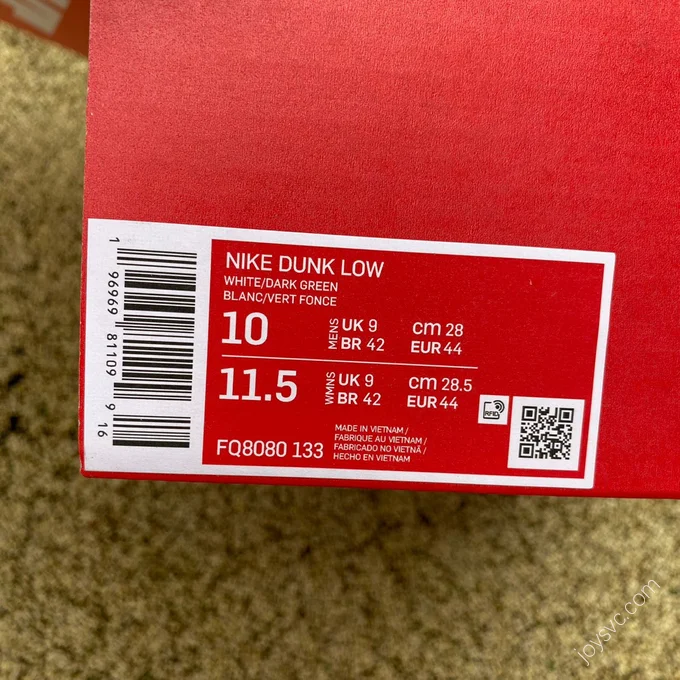 NIKE DUNK LOW
WHITE/DARK GREEN
BLANC/VERT FONCE
10 MENS UK 9 cm 28
BR 42 EUR 44
11.5 WMNS UK 9 cm 28.5
BR 42 EUR 44
RFID
FQ8080 133
MADE IN VIETNAM /
FABRIQUE AU VIETNAM /
FABRICADO NO VIETNÃ /
HECHO EN VIETNAM
1 96969 81109 9 16
joysvc.com